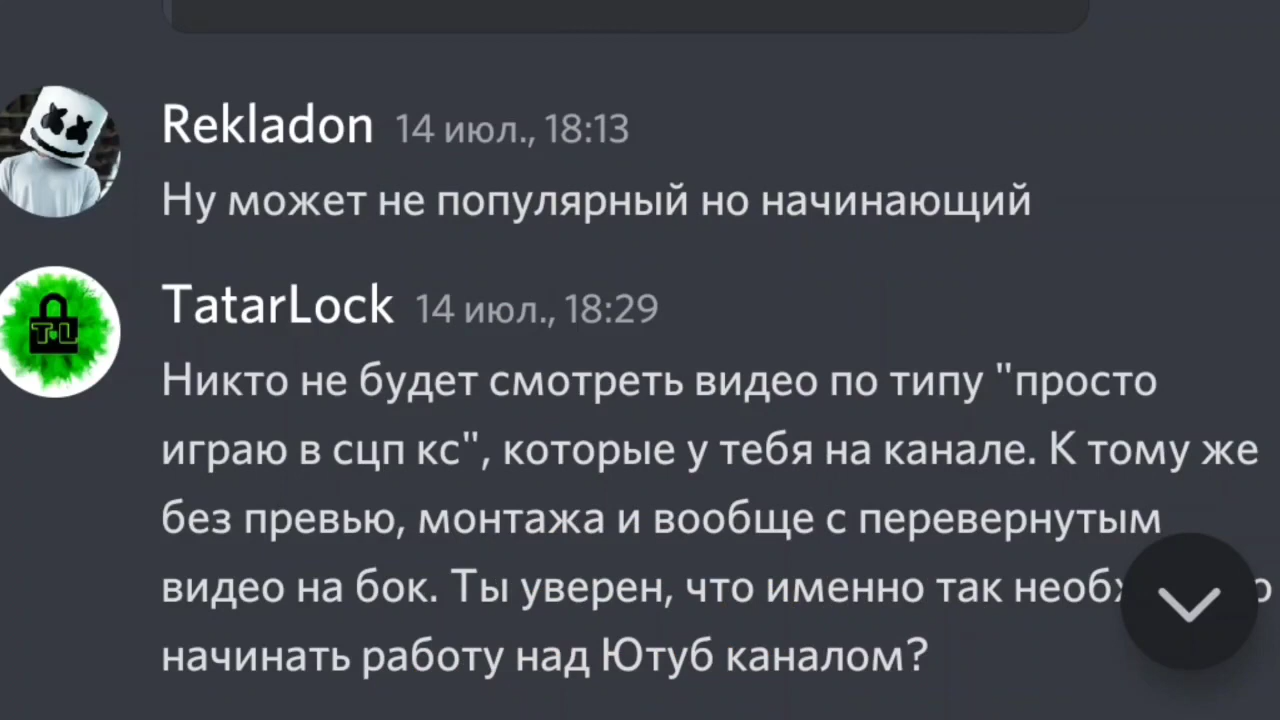 Rekladon 14 июл., 18:13
Ну может не популярный но начинающий
TatarLock 14 июл., 18:29
T L
Никто не будет смотреть видео по типу "просто
играю в сцп кс", которые у тебя на канале. К тому же
без превью, монтажа и вообще с перевернутым
видео на бок. Ты уверен, что именно так
начинать работу над Ютуб каналом?